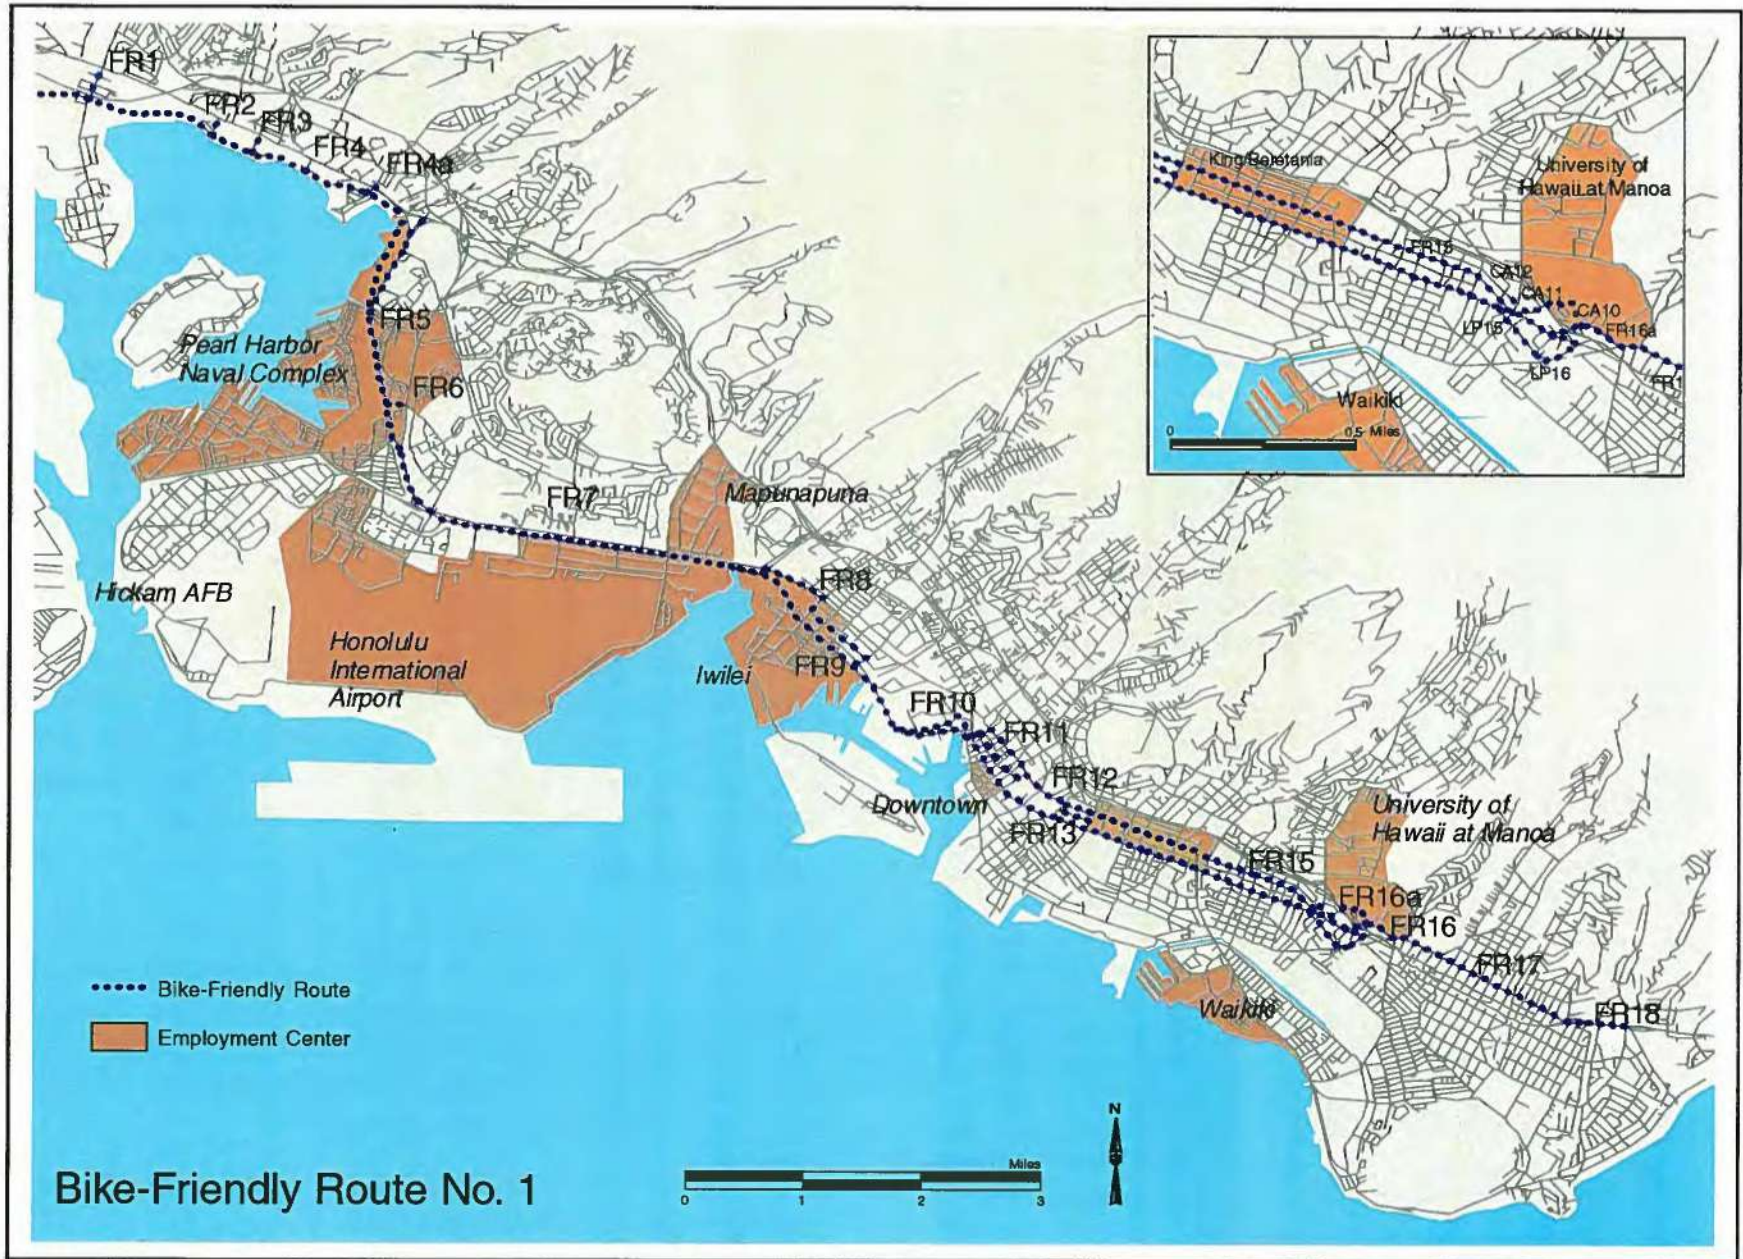 FR1
FR2
FR3
FR4
FR4a
FR5
Pearl Harbor
Naval Complex
FR6
FR7
Mapunapuna
Hickam AFB
Honolulu
International
Airport
FR8
Iwilei
FR9
FR10
FR11
FR12
Downtown
FR13
University of
Hawaii at Manoa
FR15
FR16a
FR16
FR17
FR18
Waikiki
King/Beretania
University of
Hawaii at Manoa
FR15
CA12
CA11
CA10
LP15
FR16a
LP16
FR1
Waikiki
0 0.5 Miles
Bike-Friendly Route
Employment Center
N
Miles
0 1 2 3
Bike-Friendly Route No. 1